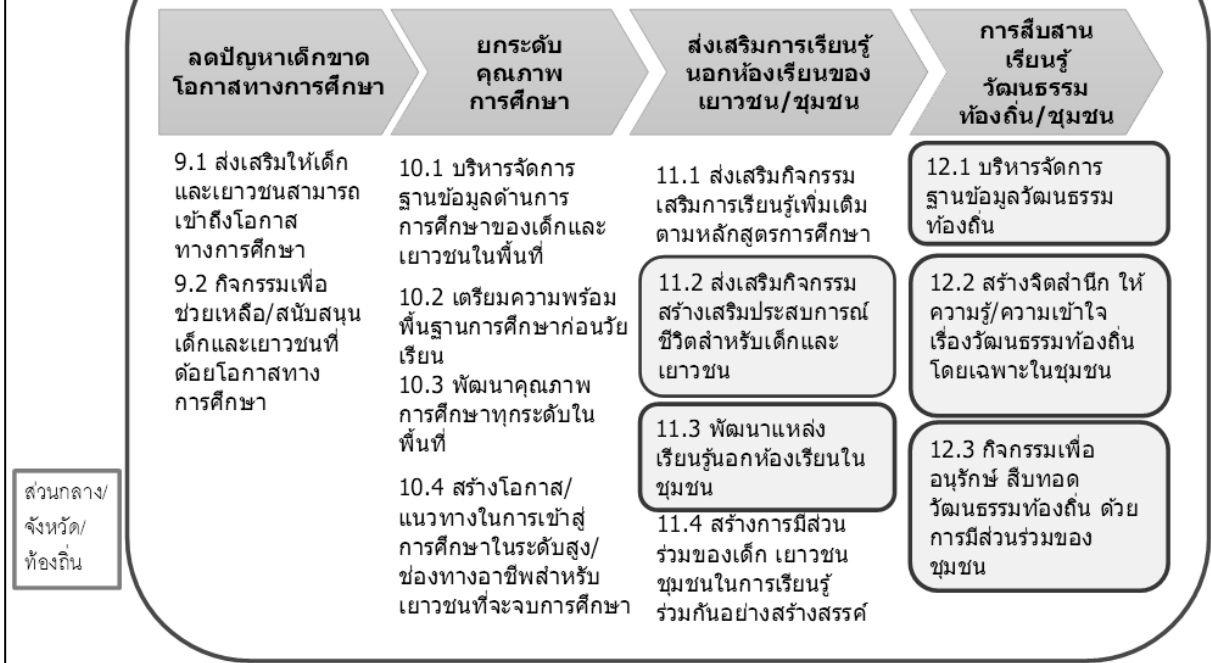 ลดปัญหาเด็กขาด
โอกาสทางการศึกษา
ยกระดับ
คุณภาพ
การศึกษา
ส่งเสริมการเรียนรู้
นอกห้องเรียนของ
เยาวชน/ชุมชน
การสืบสาน
เรียนรู้
วัฒนธรรม
ท้องถิ่น/ชุมชน
9.1 ส่งเสริมให้เด็ก
และเยาวชนสามารถ
เข้าถึงโอกาส
ทางการศึกษา
9.2 กิจกรรมเพื่อ
ช่วยเหลือ/สนับสนุน
เด็กและเยาวชนที่
ด้อยโอกาสทาง
การศึกษา
10.1 บริหารจัดการ
ฐานข้อมูลด้านการ
การศึกษาของเด็กและ
เยาวชนในพื้นที่
10.2 เตรียมความพร้อม
พื้นฐานการศึกษาก่อนวัย
เรียน
10.3 พัฒนาคุณภาพ
การศึกษาทุกระดับใน
พื้นที่
10.4 สร้างโอกาส/
แนวทางในการเข้าสู่
การศึกษาในระดับสูง/
ช่องทางอาชีพสำหรับ
เยาวชนที่จะจบการศึกษา
11.1 ส่งเสริมกิจกรรม
เสริมการเรียนรู้เพิ่มเติม
ตามหลักสูตรการศึกษา
11.2 ส่งเสริมกิจกรรม
สร้างเสริมประสบการณ์
ชีวิตสำหรับเด็กและ
เยาวชน
11.3 พัฒนาแหล่ง
เรียนรู้นอกห้องเรียนใน
ชุมชน
11.4 สร้างการมีส่วน
ร่วมของเด็ก เยาวชน
ชุมชนในการเรียนรู้
ร่วมกันอย่างสร้างสรรค์
12.1 บริหารจัดการ
ฐานข้อมูลวัฒนธรรม
ท้องถิ่น
12.2 สร้างจิตสำนึก ให้
ความรู้/ความเข้าใจ
เรื่องวัฒนธรรมท้องถิ่น
โดยเฉพาะในชุมชน
12.3 กิจกรรมเพื่อ
อนุรักษ์ สืบทอด
วัฒนธรรมท้องถิ่น ด้วย
การมีส่วนร่วมของ
ชุมชน
ส่วนกลาง/
จังหวัด/
ท้องถิ่น